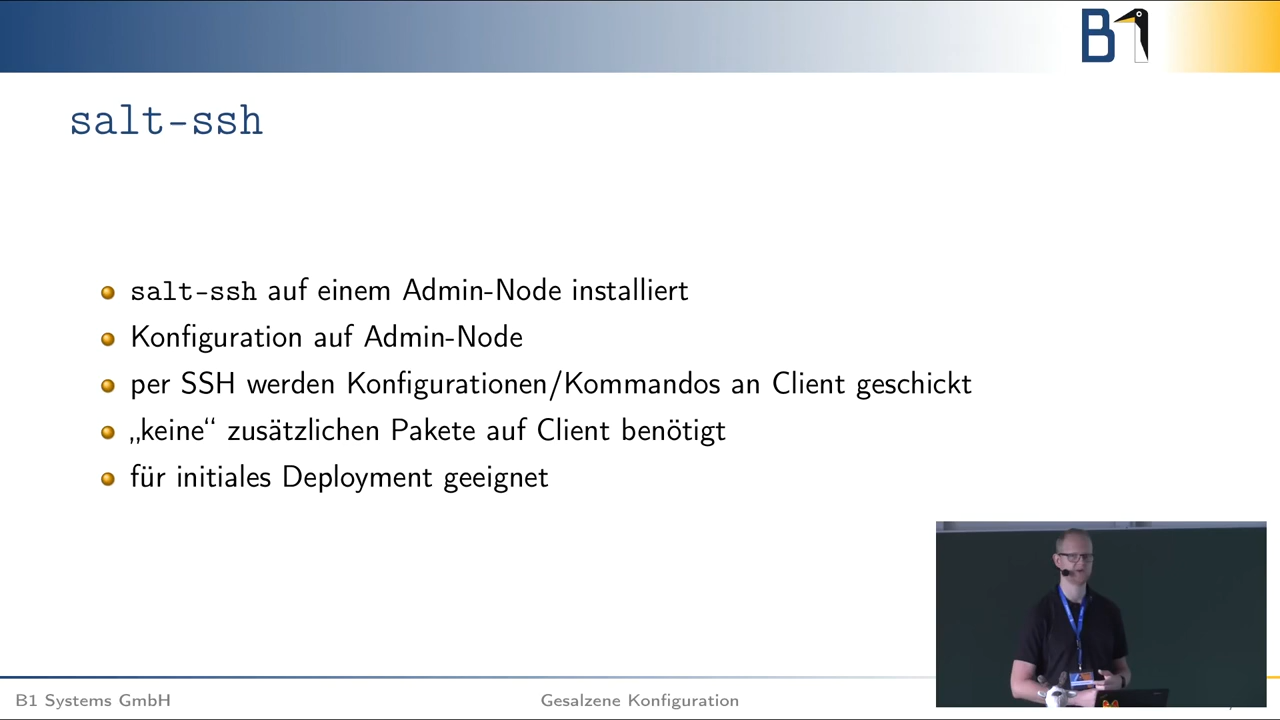 B1
salt-ssh
salt-ssh auf einem Admin-Node installiert
Konfiguration auf Admin-Node
per SSH werden Konfigurationen/Kommandos an Client geschickt
„keine“ zusätzlichen Pakete auf Client benötigt
für initiales Deployment geeignet
B1 Systems GmbH
Gesalzene Konfiguration